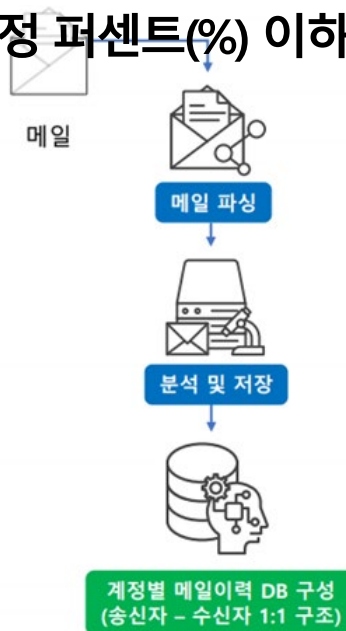 정 퍼센트(%) 이하
메일
메일 파싱
분석 및 저장
계정별 메일이력 DB 구성
(송신자 – 수신자 1:1 구조)